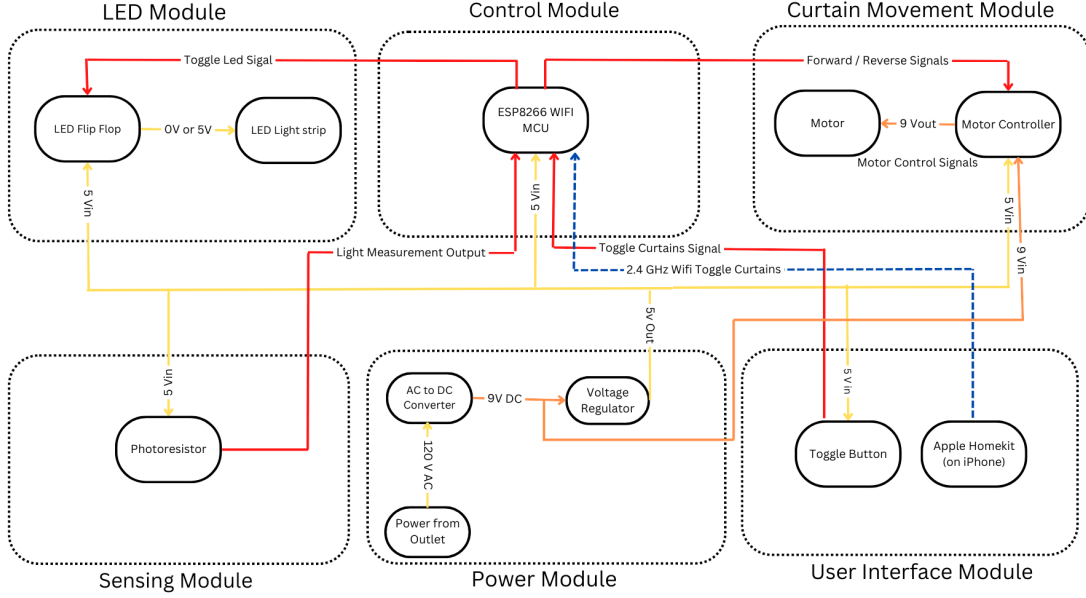 LED Module
Control Module
Curtain Movement Module
Toggle Led Sigal
Forward / Reverse Signals
ESP8266 WIFI
MCU
LED Flip Flop
0V or 5V
LED Light strip
Motor
9 Vout
Motor Controller
Motor Control Signals
5 Vin
5 Vin
5 Vin
9 Vin
Light Measurement Output
Toggle Curtains Signal
2.4 GHz Wifi Toggle Curtains
5v Out
5 Vin
5 V in
AC to DC
Converter
9V DC
Voltage
Regulator
120 V AC
Photoresistor
Toggle Button
Apple Homekit
(on iPhone)
Power from
Outlet
Sensing Module
Power Module
User Interface Module